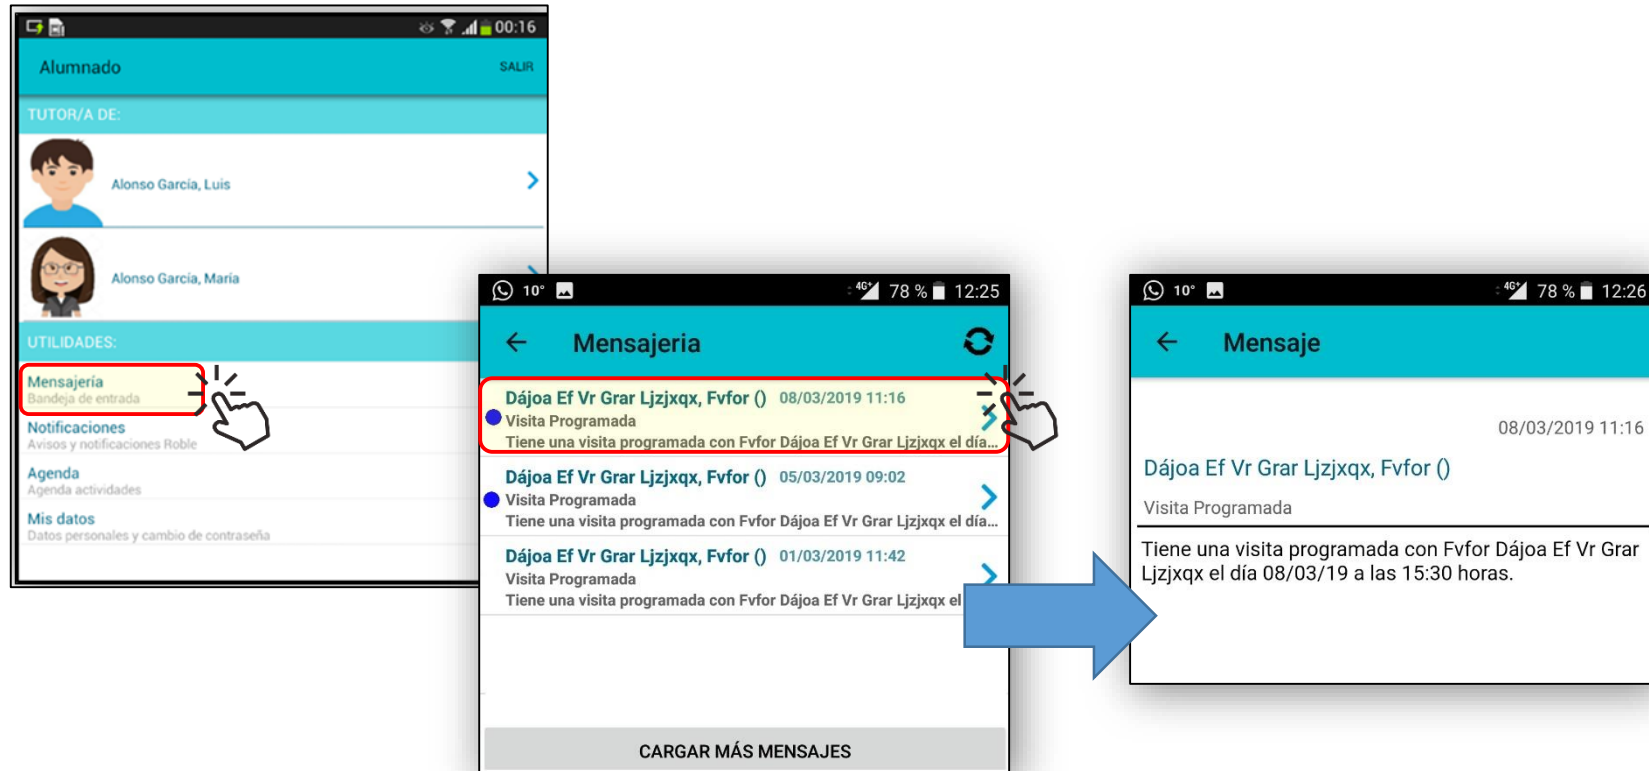 00:16
Alumnado
SALIR
TUTOR/A DE:
Alonso García, Luis
Alonso García, María
UTILIDADES:
Mensajería
Bandeja de entrada
Notificaciones
Avisos y notificaciones Roble
Agenda
Agenda actividades
Mis datos
Datos personales y cambio de contraseña
10° 4G+ 78 % 12:25
Mensajeria
Dájoa Ef Vr Grar Ljzjxqx, Fvfor () 08/03/2019 11:16
Visita Programada
Tiene una visita programada con Fvfor Dájoa Ef Vr Grar Ljzjxqx el día...
Dájoa Ef Vr Grar Ljzjxqx, Fvfor () 05/03/2019 09:02
Visita Programada
Tiene una visita programada con Fvfor Dájoa Ef Vr Grar Ljzjxqx el día...
Dájoa Ef Vr Grar Ljzjxqx, Fvfor () 01/03/2019 11:42
Visita Programada
Tiene una visita programada con Fvfor Dájoa Ef Vr Grar Ljzjxqx el
CARGAR MÁS MENSAJES
10° 4G+ 78 % 12:26
Mensaje
08/03/2019 11:16
Dájoa Ef Vr Grar Ljzjxqx, Fvfor ()
Visita Programada
Tiene una visita programada con Fvfor Dájoa Ef Vr Grar
Ljzjxqx el día 08/03/19 a las 15:30 horas.